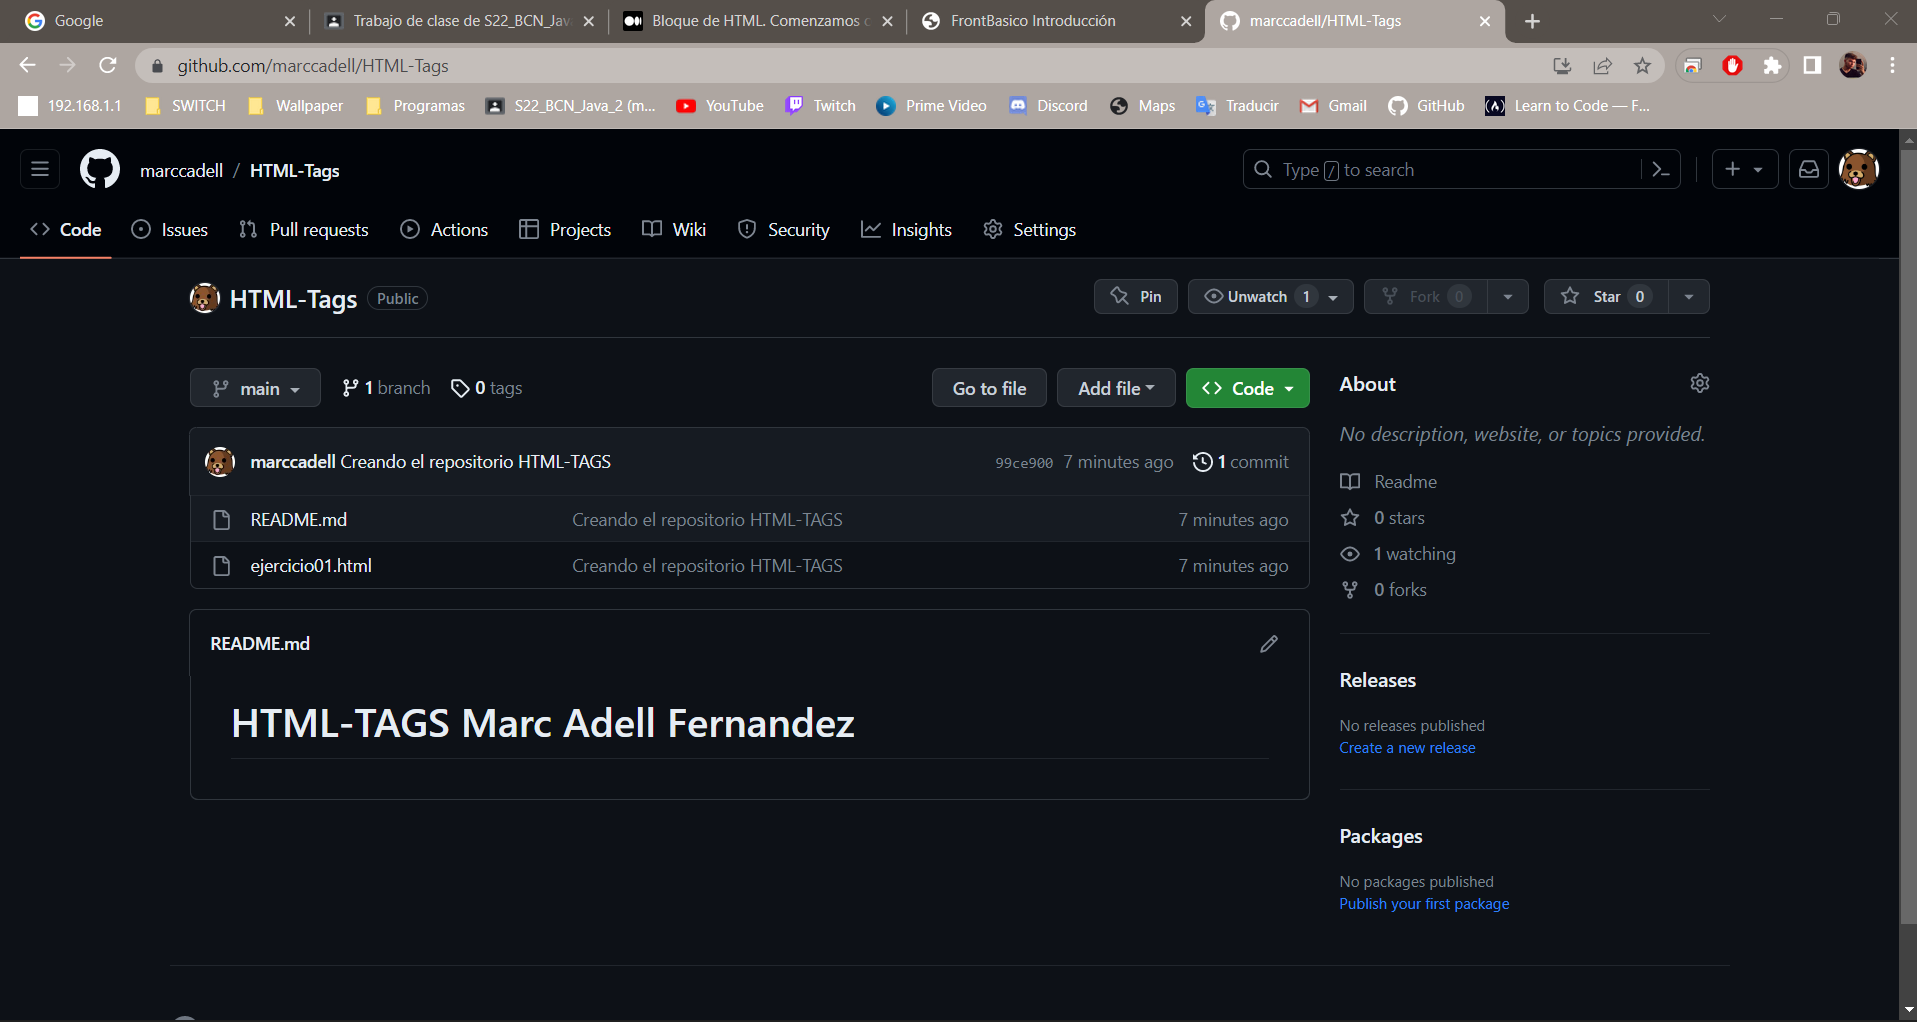 Google
Trabajo de clase de S22_BCN_Jav
Bloque de HTML. Comenzamos c
FrontBasico Introducción
marccadell/HTML-Tags
github.com/marccadell/HTML-Tags
192.168.1.1
SWITCH
Wallpaper
Programas
S22_BCN_Java_2 (m...
YouTube
Twitch
Prime Video
Discord
Maps
Traducir
Gmail
GitHub
Learn to Code — F...
marccadell / HTML-Tags
Type / to search
Code
Issues
Pull requests
Actions
Projects
Wiki
Security
Insights
Settings
HTML-Tags Public
Pin
Unwatch 1
Fork 0
Star 0
main
1 branch
0 tags
Go to file
Add file
Code
marccadell Creando el repositorio HTML-TAGS 99ce900 7 minutes ago 1 commit
README.md Creando el repositorio HTML-TAGS 7 minutes ago
ejercicio01.html Creando el repositorio HTML-TAGS 7 minutes ago
README.md
HTML-TAGS Marc Adell Fernandez
About
No description, website, or topics provided.
Readme
0 stars
1 watching
0 forks
Releases
No releases published
Create a new release
Packages
No packages published
Publish your first package